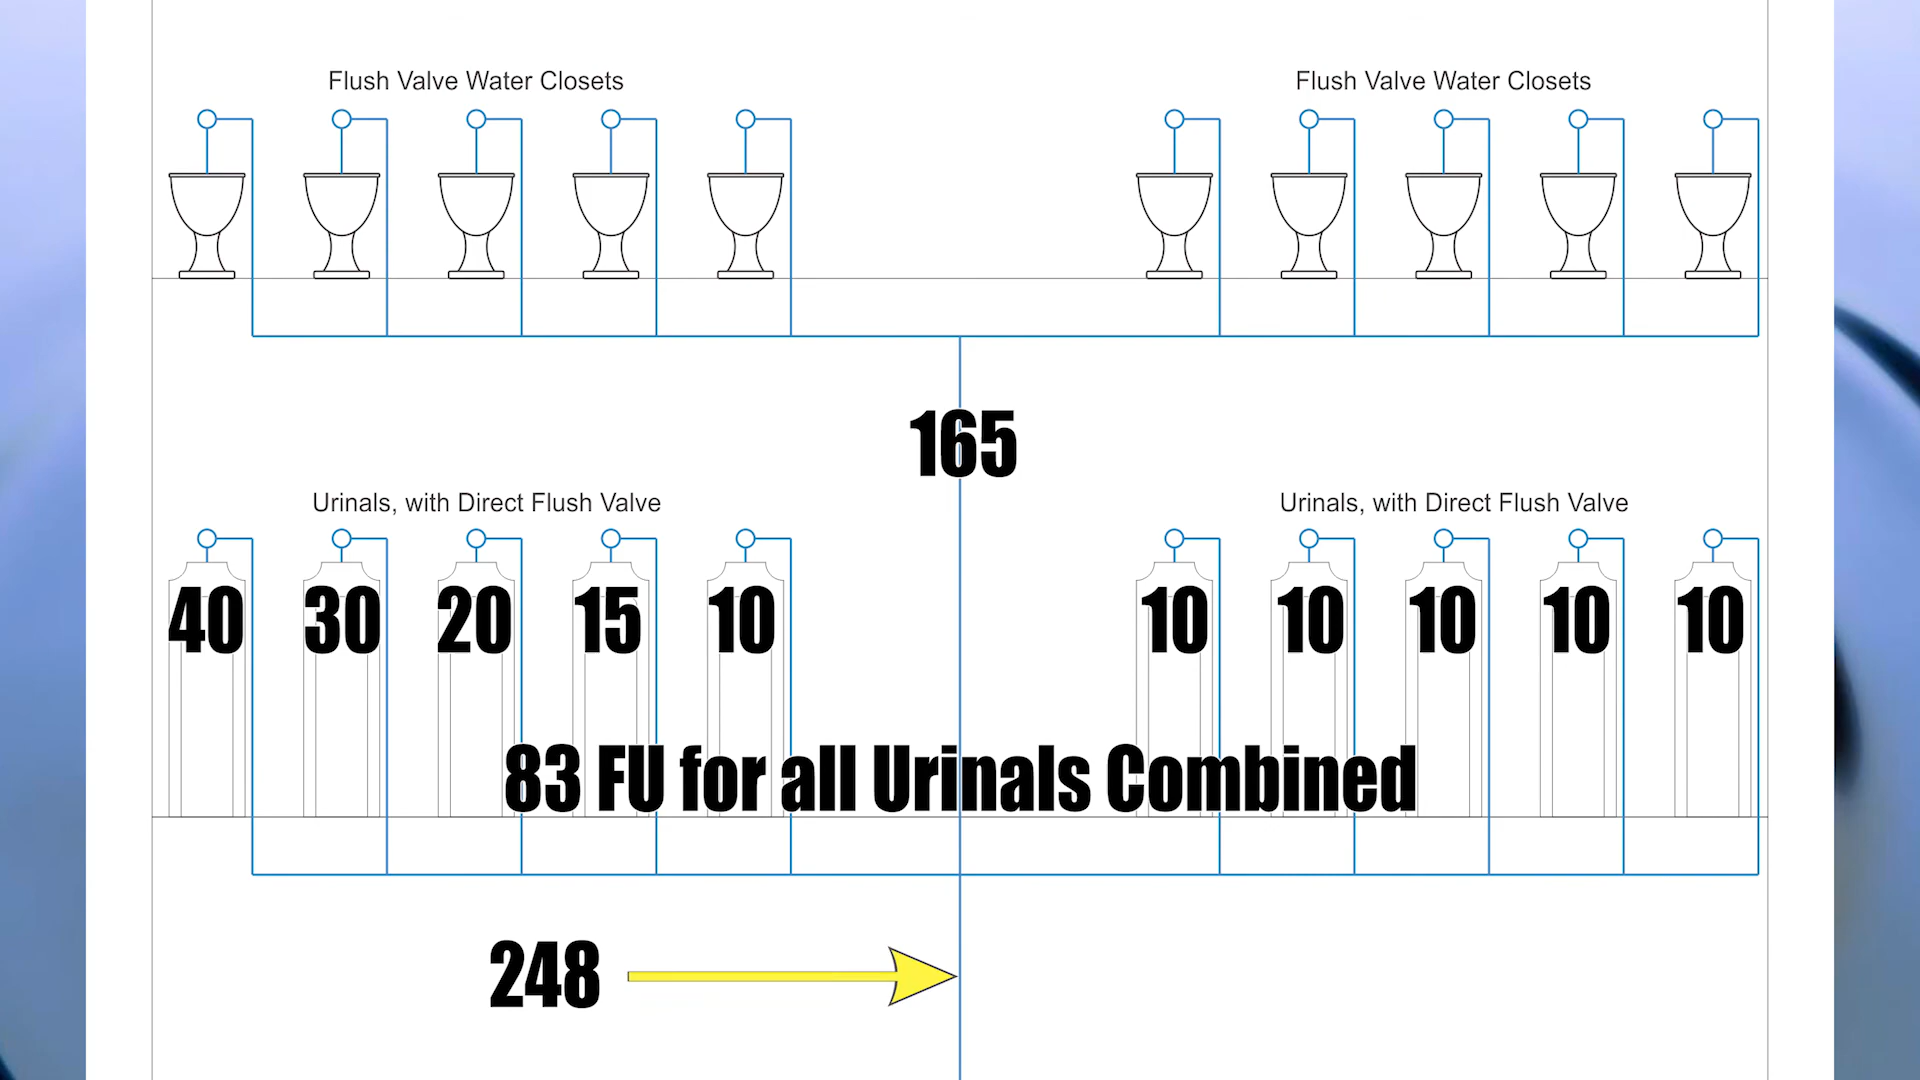 Flush Valve Water Closets
Flush Valve Water Closets
165
Urinals, with Direct Flush Valve
Urinals, with Direct Flush Valve
40 30 20 15 10 10 10 10 10 10
83 FU for all Urinals Combined
248